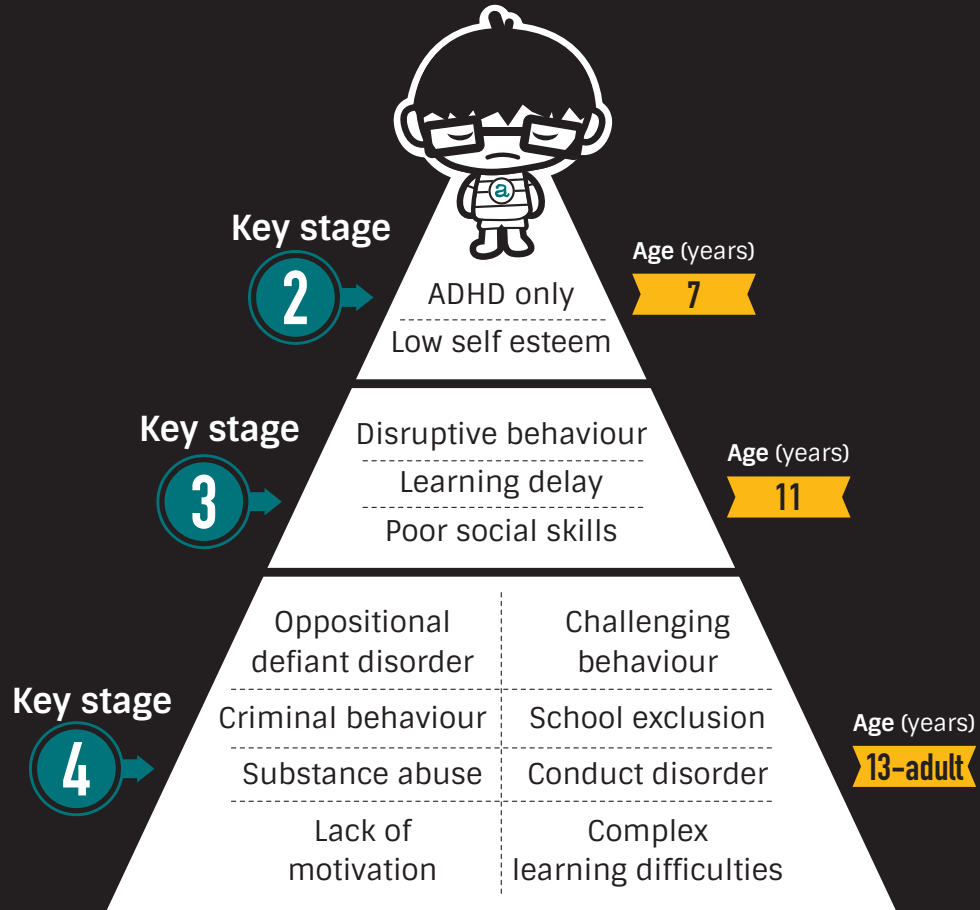 a
Key stage
2
Age (years)
7
ADHD only
Low self esteem
Key stage
3
Age (years)
11
Disruptive behaviour
Learning delay
Poor social skills
Key stage
4
Age (years)
13–adult
Oppositional
defiant disorder
Challenging
behaviour
Criminal behaviour
School exclusion
Substance abuse
Conduct disorder
Lack of
motivation
Complex
learning difficulties